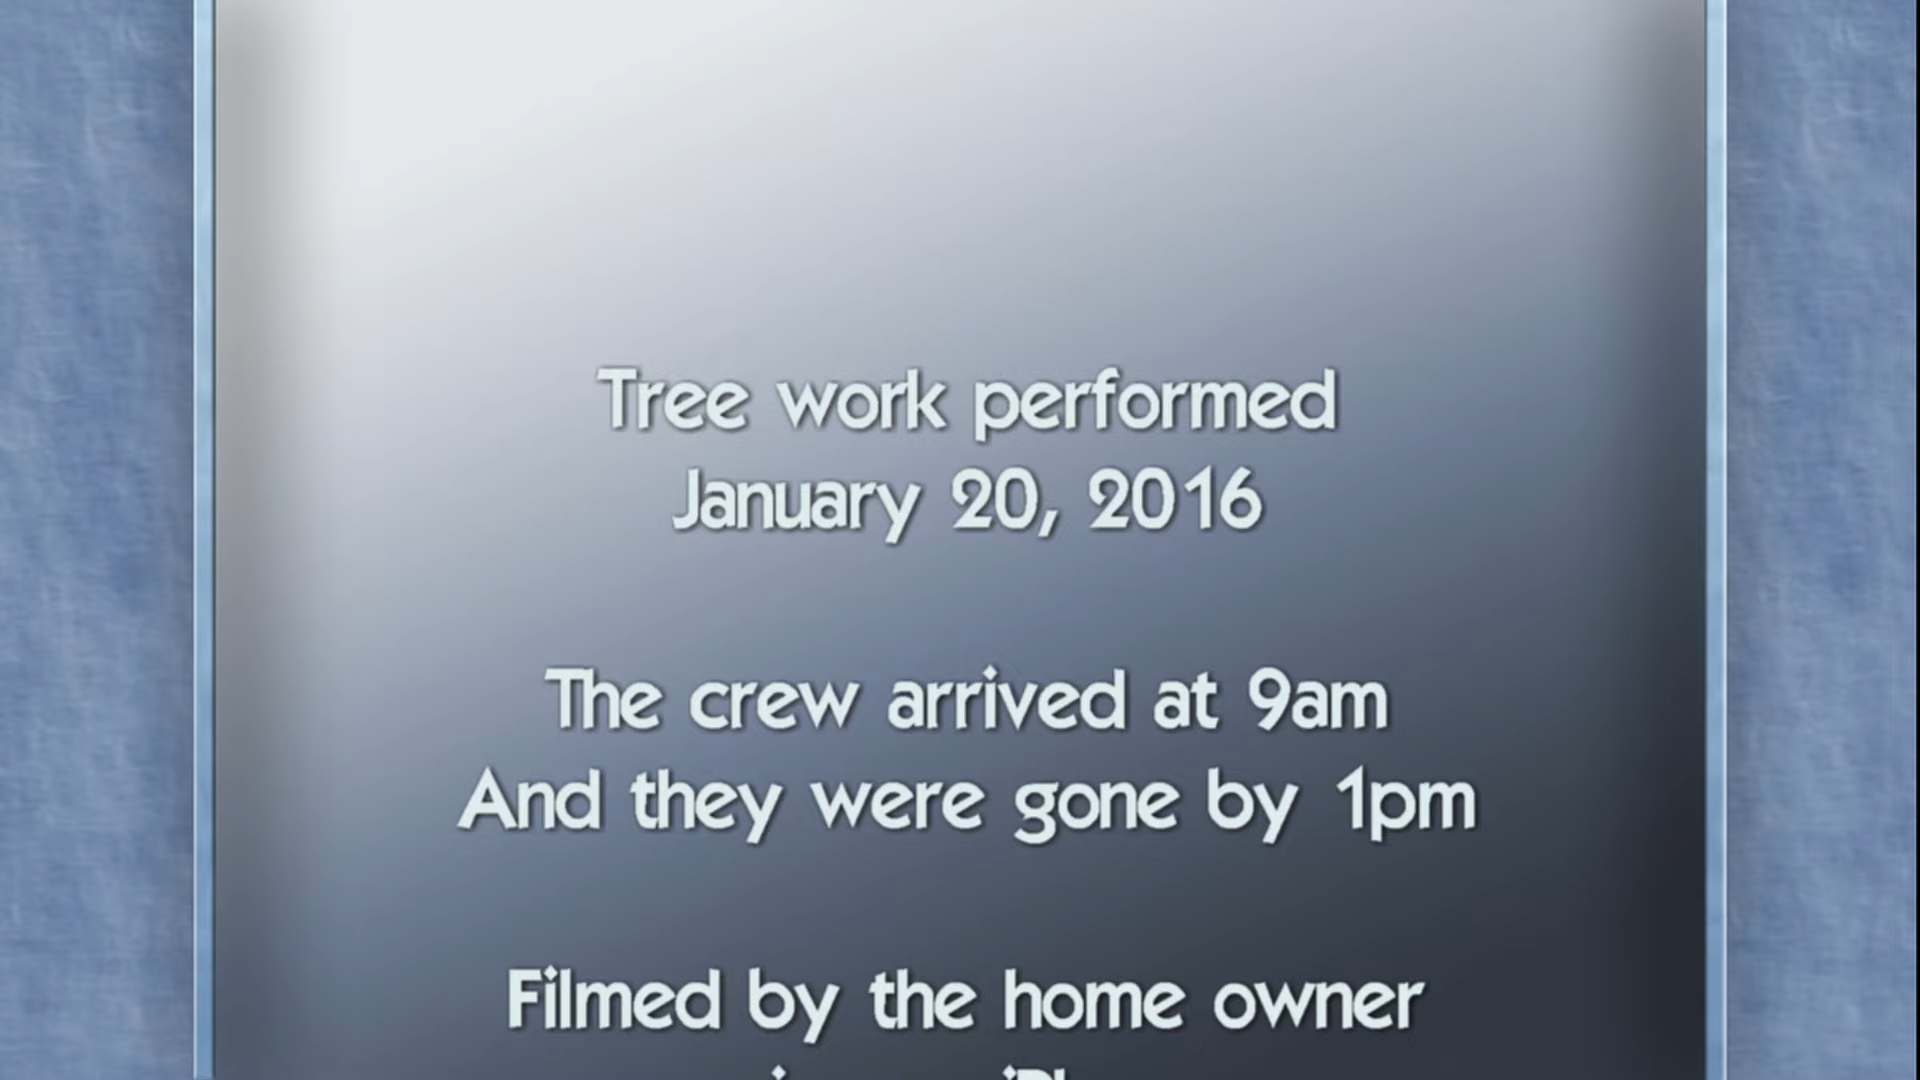 Tree work performed
January 20, 2016
The crew arrived at 9am
And they were gone by 1pm
Filmed by the home owner